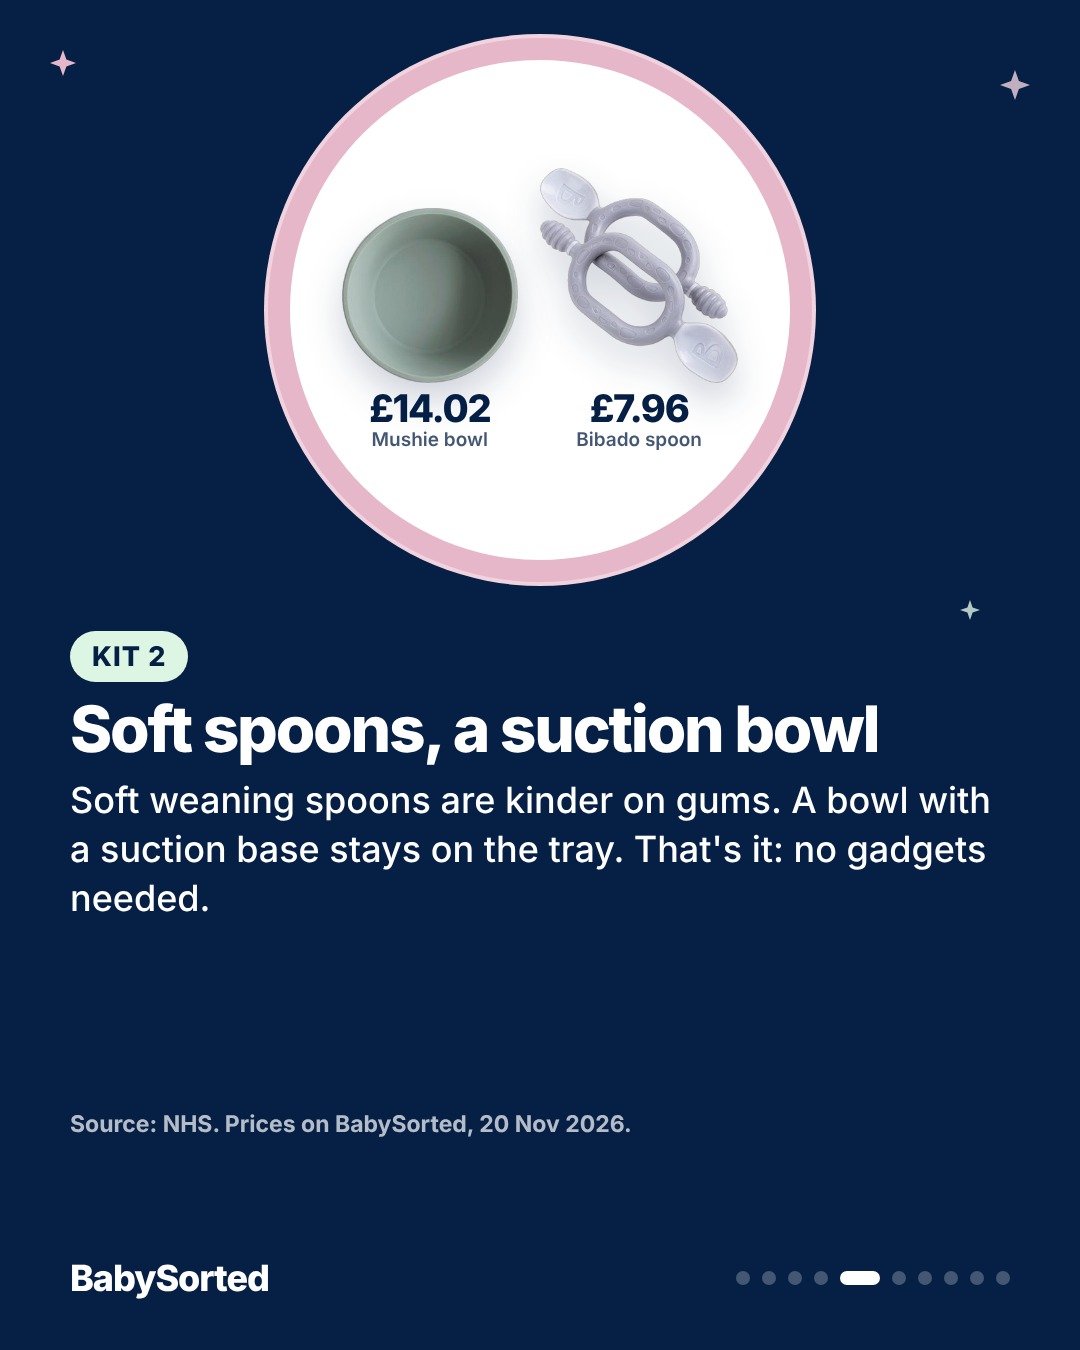 £14.02
Mushie bowl
£7.96
Bibado spoon
KIT 2
Soft spoons, a suction bowl
Soft weaning spoons are kinder on gums. A bowl with
a suction base stays on the tray. That's it: no gadgets
needed.
Source: NHS. Prices on BabySorted, 20 Nov 2026.
BabySorted